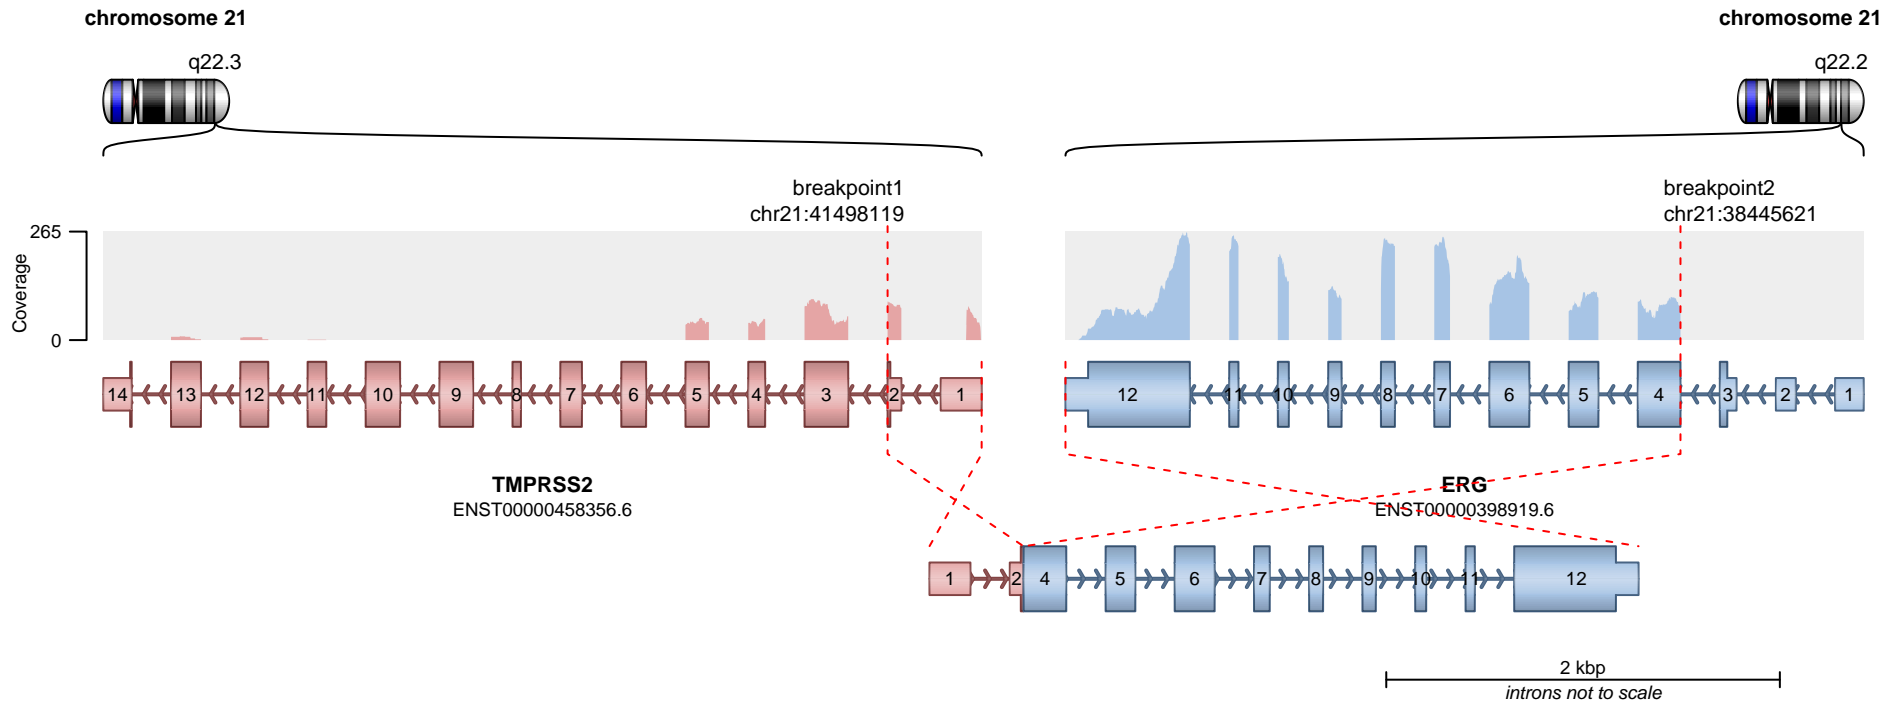 chromosome 21
chromosome 21
q22.3
q22.2
breakpoint1
chr21:41498119
breakpoint2
chr21:38445621
265
Coverage
0
14 13 12 11 10 9 8 7 6 5 4 3 2 1
12 11 10 9 8 7 6 5 4 3 2 1
TMPRSS2
ENST00000458356.6
ERG
ENST00000398919.6
1 2 4 5 6 7 8 9 10 11 12
2 kbp
introns not to scale